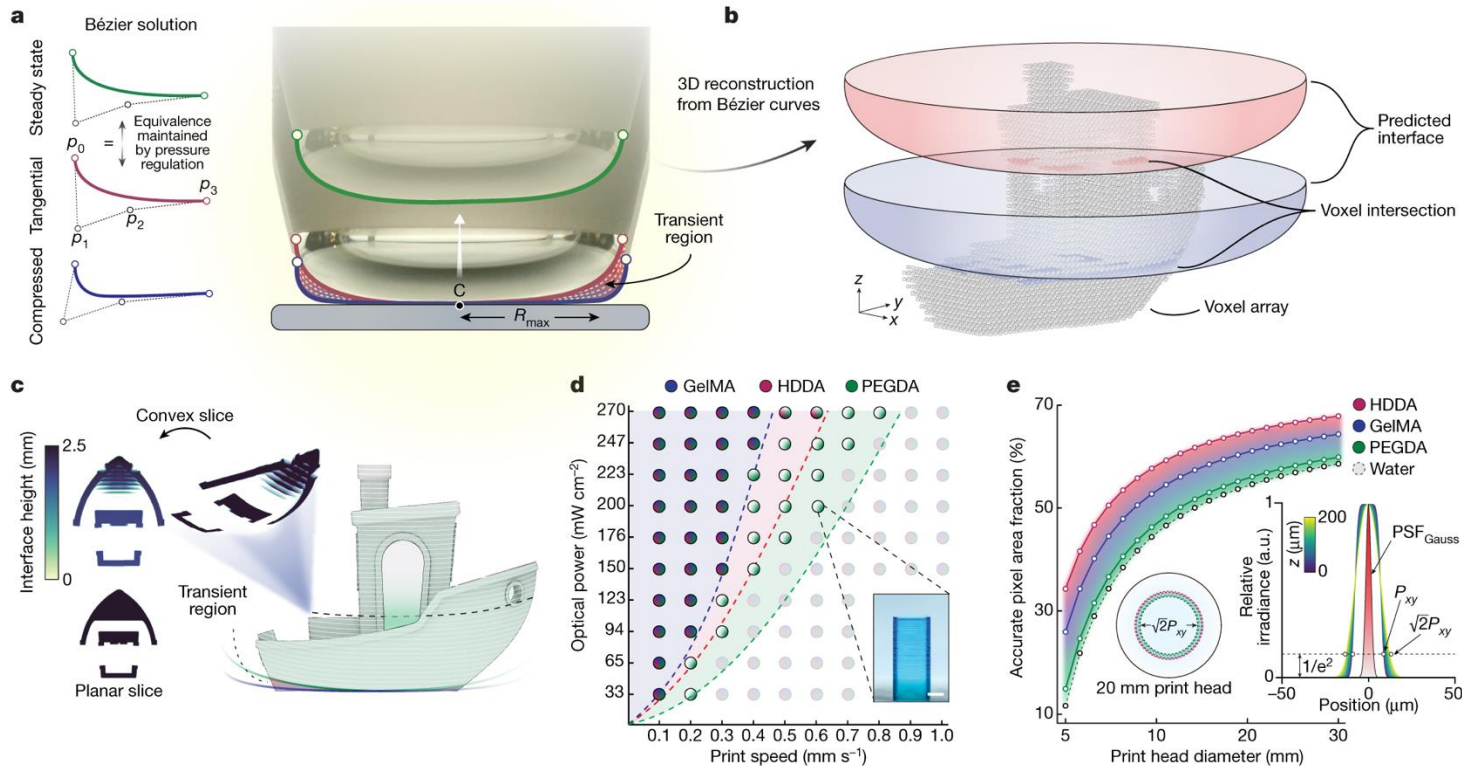 a
Bézier solution
Steady state
Equivalence
maintained
by pressure
regulation
p0 =
Tangential
p3
p2
p1
Compressed
C
Rmax
Transient
region
3D reconstruction
from Bézier curves
b
Predicted
interface
Voxel intersection
Voxel array
z
y
x
c
Convex slice
Interface height (mm)
2.5
0
Transient
region
Planar slice
d
GelMA
HDDA
PEGDA
Optical power (mW cm−2)
270
247
223
200
176
150
123
94
65
33
0.1 0.2 0.3 0.4 0.5 0.6 0.7 0.8 0.9 1.0
Print speed (mm s−1)
e
HDDA
GelMA
PEGDA
Water
Accurate pixel area fraction (%)
70
50
30
10
5 10 20 30
Print head diameter (mm)
√2Pxy
20 mm print head
Relative
irradiance (a.u.)
1
0
z (μm)
200
0
PSFGauss
Pxy
√2Pxy
1/e2
−50 0 50
Position (μm)